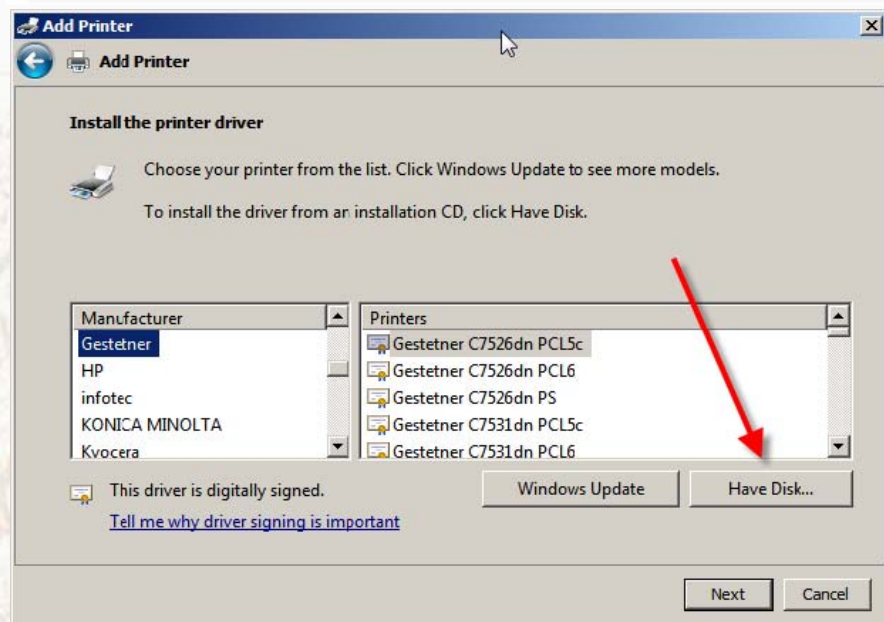 Add Printer
Add Printer
Install the printer driver
Choose your printer from the list. Click Windows Update to see more models.
To install the driver from an installation CD, click Have Disk.
Manufacturer
Gestetner
HP
infotec
KONICA MINOLTA
Kyocera
Printers
Gestetner C7526dn PCL5c
Gestetner C7526dn PCL6
Gestetner C7526dn PS
Gestetner C7531dn PCL5c
Gestetner C7531dn PCL6
This driver is digitally signed.
Tell me why driver signing is important
Windows Update
Have Disk...
Next
Cancel